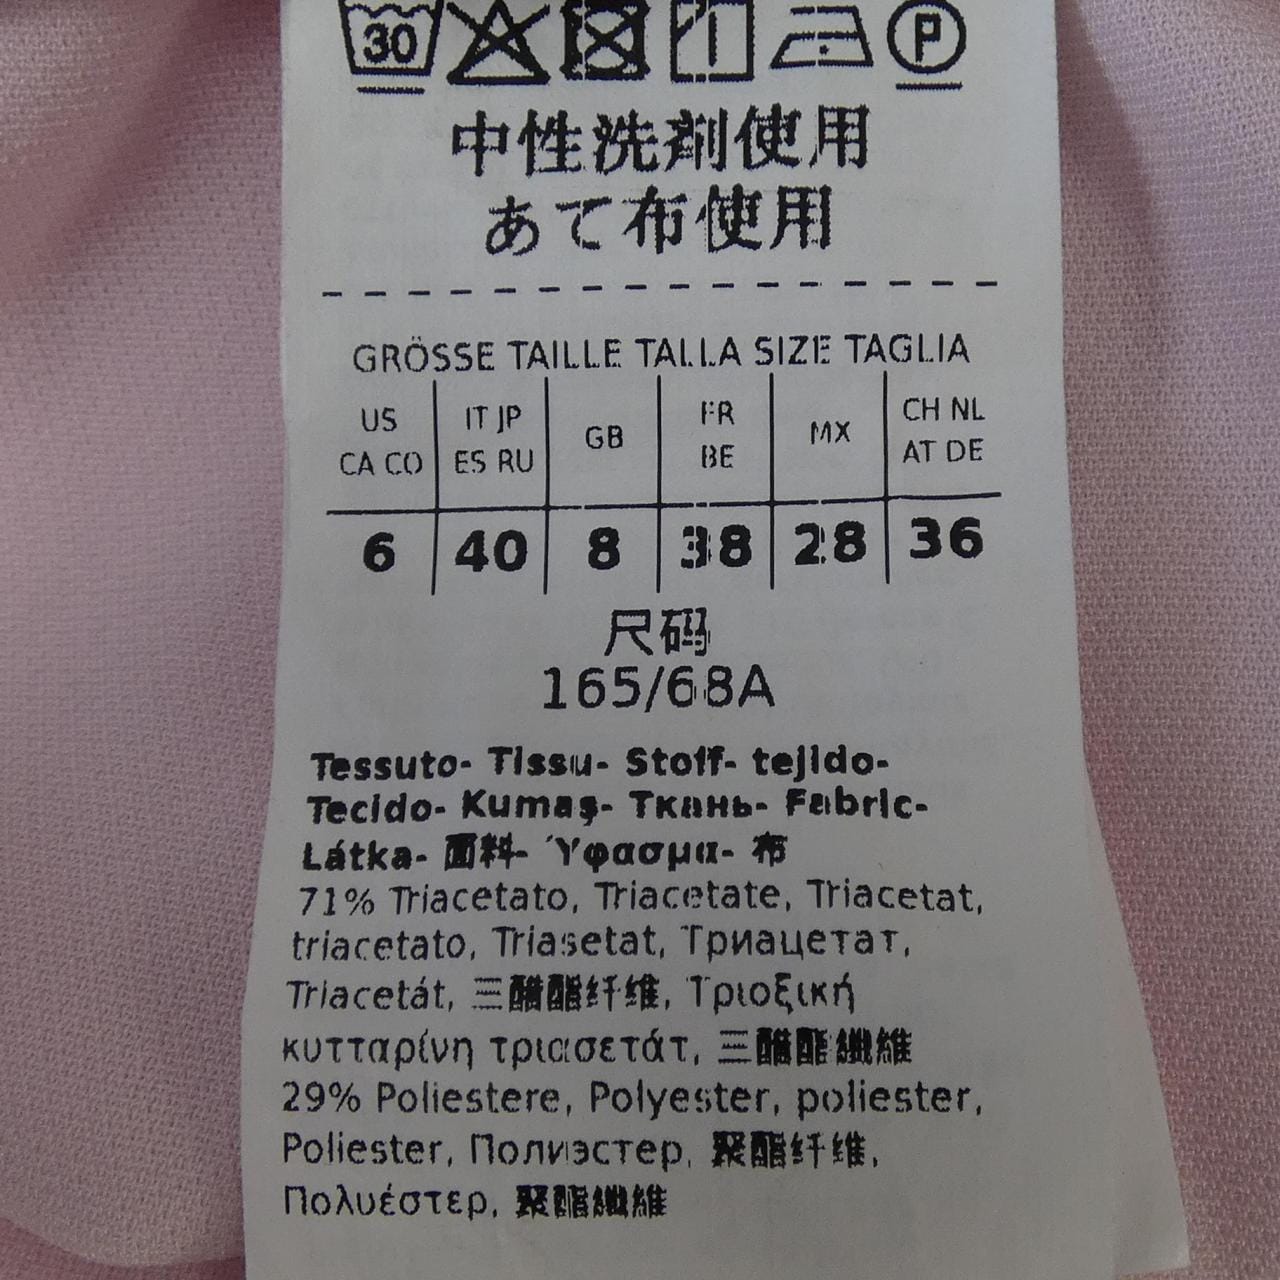 30 P
中性洗剤使用
あて布使用
GRÖSSE TAILLE TALLA SIZE TAGLIA
US CA CO IT JP ES RU GB FR BE MX CH NL AT DE
6 40 8 38 28 36
尺码
165/68A
Tessuto- Tissu- Stoff- tejido-
Tecido- Kumaş- Ткань- Fabric-
Látka- 面料- Ύφασμα- 布
71% Triacetato, Triacetate, Triacetat,
triacetato, Triasetat, Триацетат,
Triacetát, 三醋酯纤维, Τριοξική
κυτταρίνη τριασετάτ, 三醋酯纖維
29% Poliestere, Polyester, poliester,
Poliester, Полиэстер, 聚酯纤维,
Πολυέστερ, 聚酯纖維